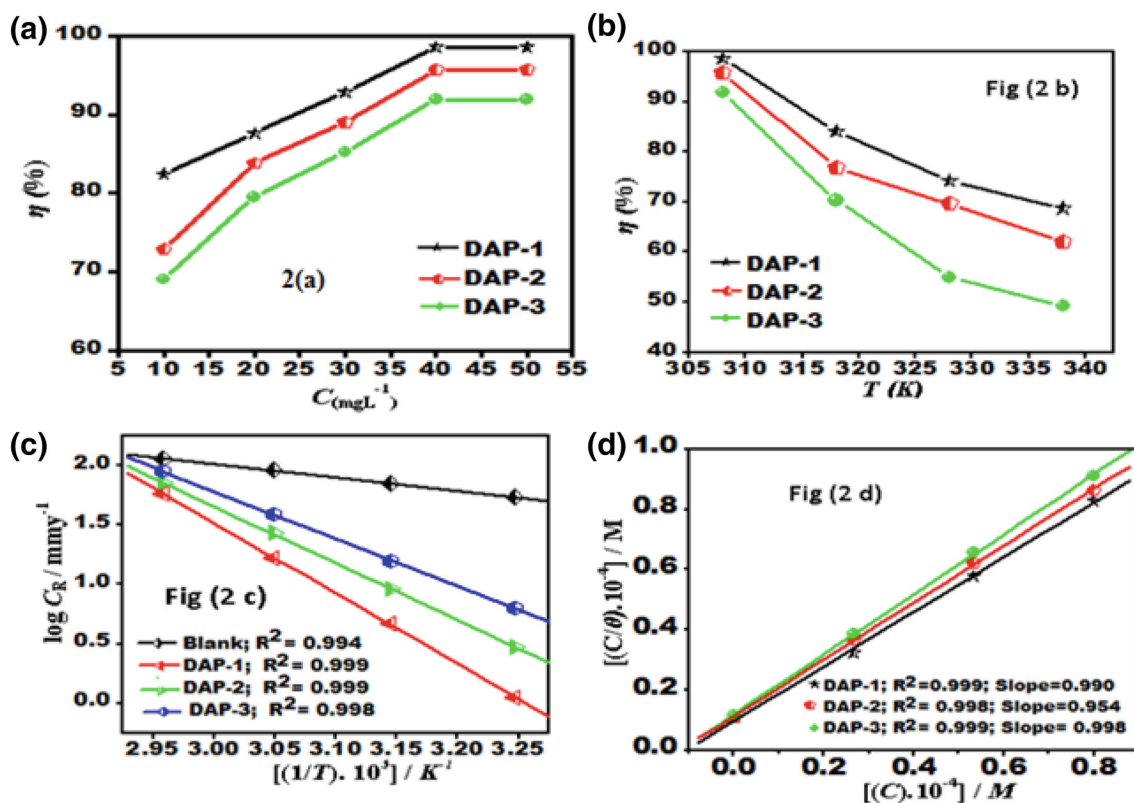 (a)
100
90
80
70
60
η (%)
DAP-1
DAP-2
DAP-3
2(a)
5 10 15 20 25 30 35 40 45 50 55
C(mgL⁻¹)
(b)
100
90
80
70
60
50
40
η (%)
Fig (2 b)
DAP-1
DAP-2
DAP-3
305 310 315 320 325 330 335 340
T (K)
(c)
2.0
1.5
1.0
0.5
0.0
log C_R / mmy⁻¹
Fig (2 c)
Blank; R² = 0.994
DAP-1; R² = 0.999
DAP-2; R² = 0.999
DAP-3; R² = 0.998
2.95 3.00 3.05 3.10 3.15 3.20 3.25
[(1/T). 10³] / K⁻¹
(d)
1.0
0.8
0.6
0.4
0.2
0.0
[(C/θ).10⁻⁴] / M
Fig (2 d)
DAP-1; R²=0.999; Slope=0.990
DAP-2; R²= 0.998; Slope=0.954
DAP-3; R²= 0.999; Slope= 0.998
0.0 0.2 0.4 0.6 0.8
[(C).10⁻⁴] / M